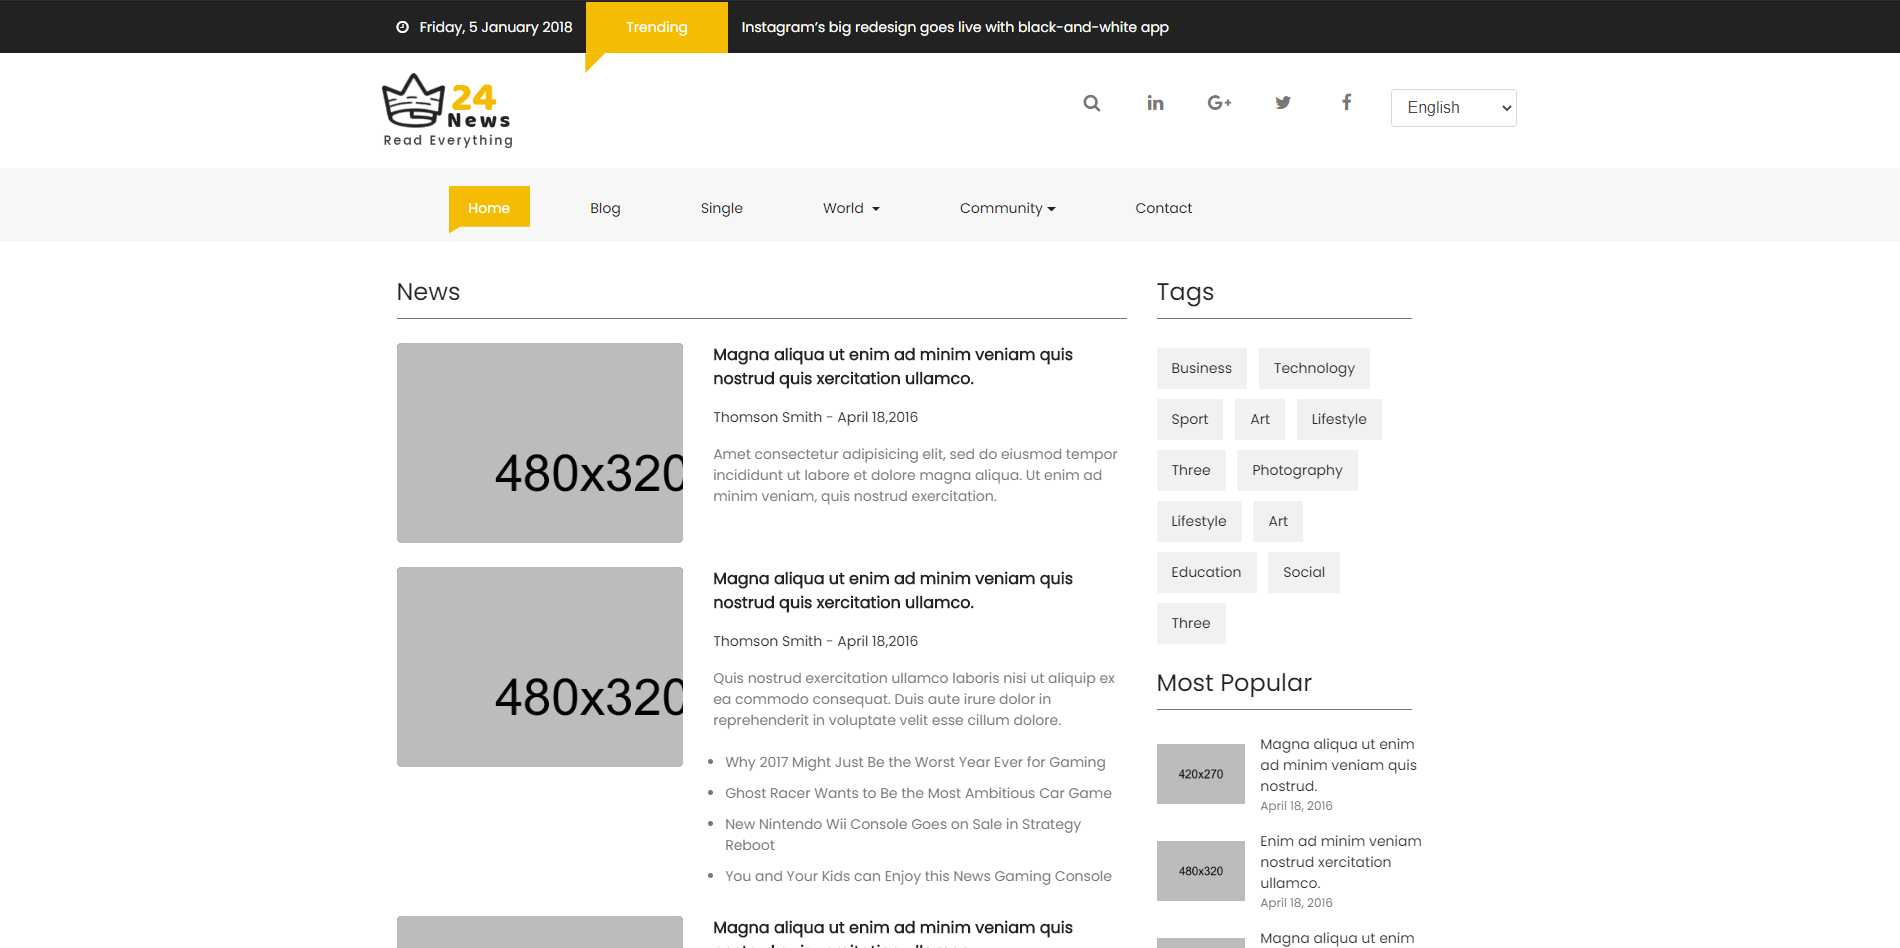 Friday, 5 January 2018
Trending
Instagram’s big redesign goes live with black-and-white app
24
News
Read Everything
English
Home
Blog
Single
World
Community
Contact
News
480x320
Magna aliqua ut enim ad minim veniam quis
nostrud quis xercitation ullamco.
Thomson Smith - April 18,2016
Amet consectetur adipisicing elit, sed do eiusmod tempor
incididunt ut labore et dolore magna aliqua. Ut enim ad
minim veniam, quis nostrud exercitation.
480x320
Magna aliqua ut enim ad minim veniam quis
nostrud quis xercitation ullamco.
Thomson Smith - April 18,2016
Quis nostrud exercitation ullamco laboris nisi ut aliquip ex
ea commodo consequat. Duis aute irure dolor in
reprehenderit in voluptate velit esse cillum dolore.
Why 2017 Might Just Be the Worst Year Ever for Gaming
Ghost Racer Wants to Be the Most Ambitious Car Game
New Nintendo Wii Console Goes on Sale in Strategy
Reboot
You and Your Kids can Enjoy this News Gaming Console
Magna aliqua ut enim ad minim veniam quis
Tags
Business
Technology
Sport
Art
Lifestyle
Three
Photography
Lifestyle
Art
Education
Social
Three
Most Popular
420x270
Magna aliqua ut enim
ad minim veniam quis
nostrud.
April 18, 2016
480x320
Enim ad minim veniam
nostrud xercitation
ullamco.
April 18, 2016
Magna aliqua ut enim